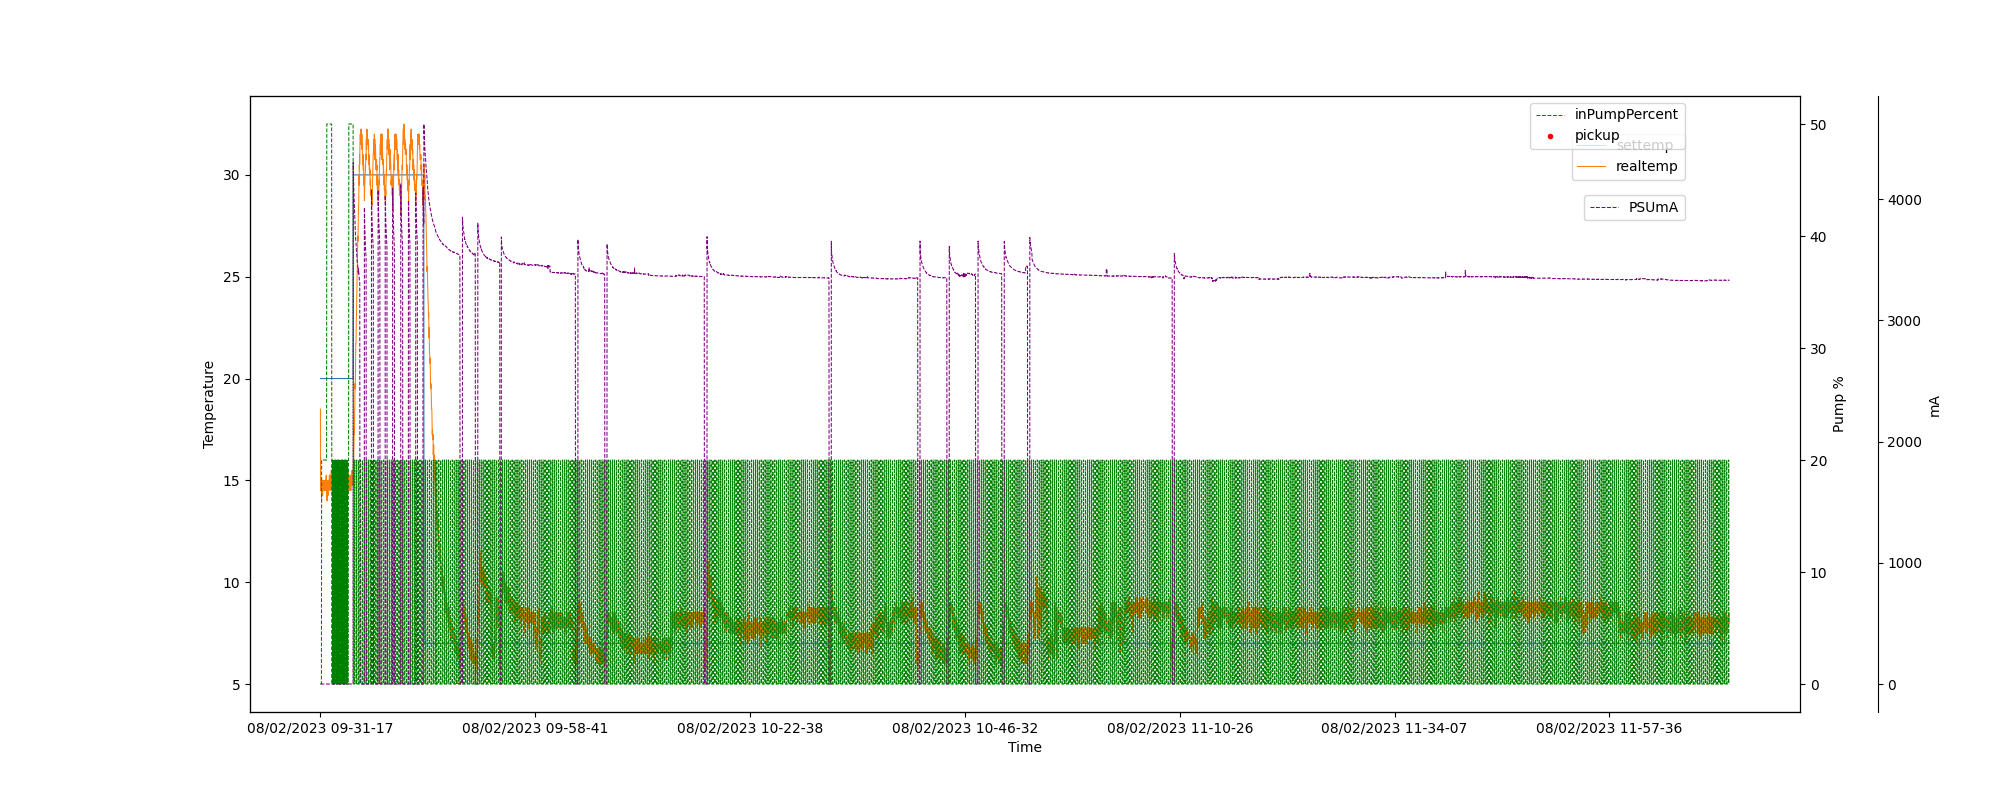 inPumpPercent
pickup
settemp
realtemp
PSUmA
30
25
20
15
10
5
Temperature
50
40
30
20
10
0
Pump %
4000
3000
2000
1000
0
mA
08/02/2023 09-31-17
08/02/2023 09-58-41
08/02/2023 10-22-38
08/02/2023 10-46-32
08/02/2023 11-10-26
08/02/2023 11-34-07
08/02/2023 11-57-36
Time